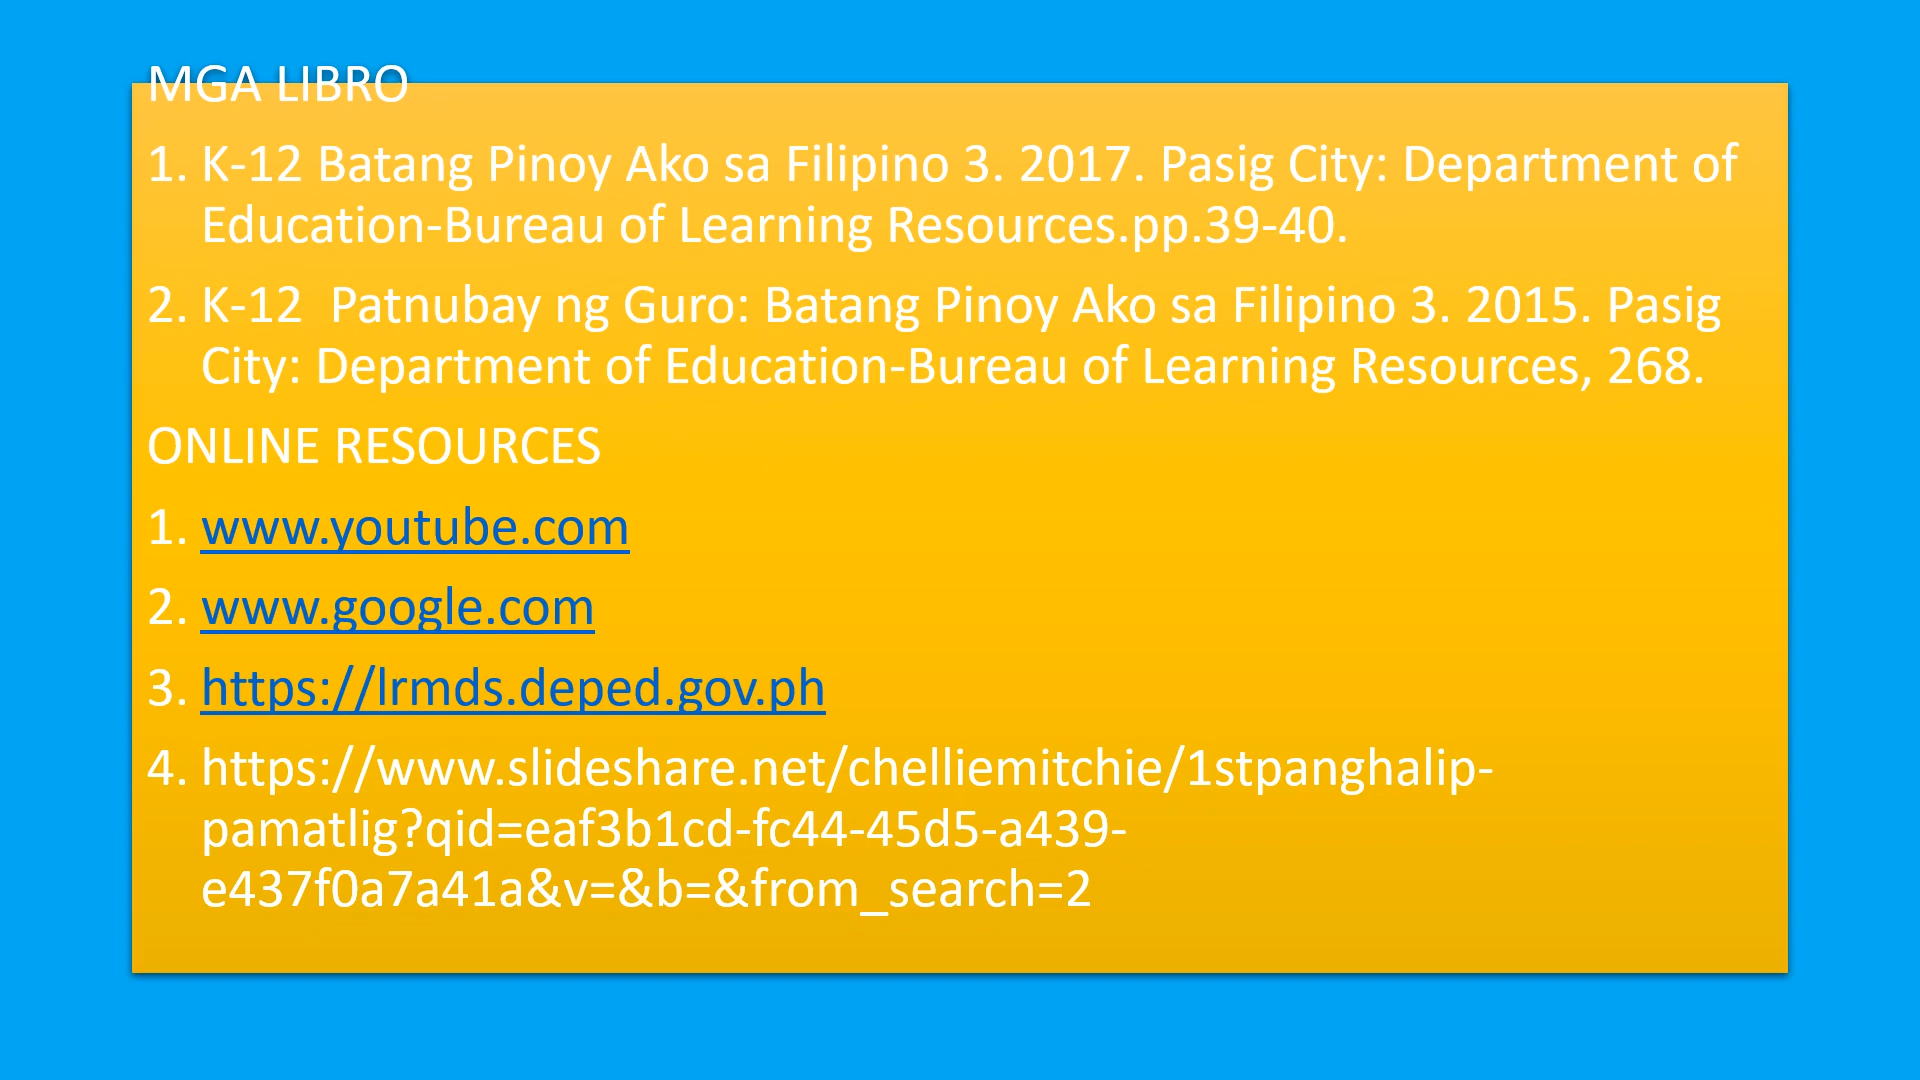 MGA LIBRO
1. K-12 Batang Pinoy Ako sa Filipino 3. 2017. Pasig City: Department of
Education-Bureau of Learning Resources.pp.39-40.
2. K-12  Patnubay ng Guro: Batang Pinoy Ako sa Filipino 3. 2015. Pasig
City: Department of Education-Bureau of Learning Resources, 268.
ONLINE RESOURCES
1. www.youtube.com
2. www.google.com
3. https://lrmds.deped.gov.ph
4. https://www.slideshare.net/chelliemitchie/1stpanghalip-
pamatlig?qid=eaf3b1cd-fc44-45d5-a439-
e437f0a7a41a&v=&b=&from_search=2